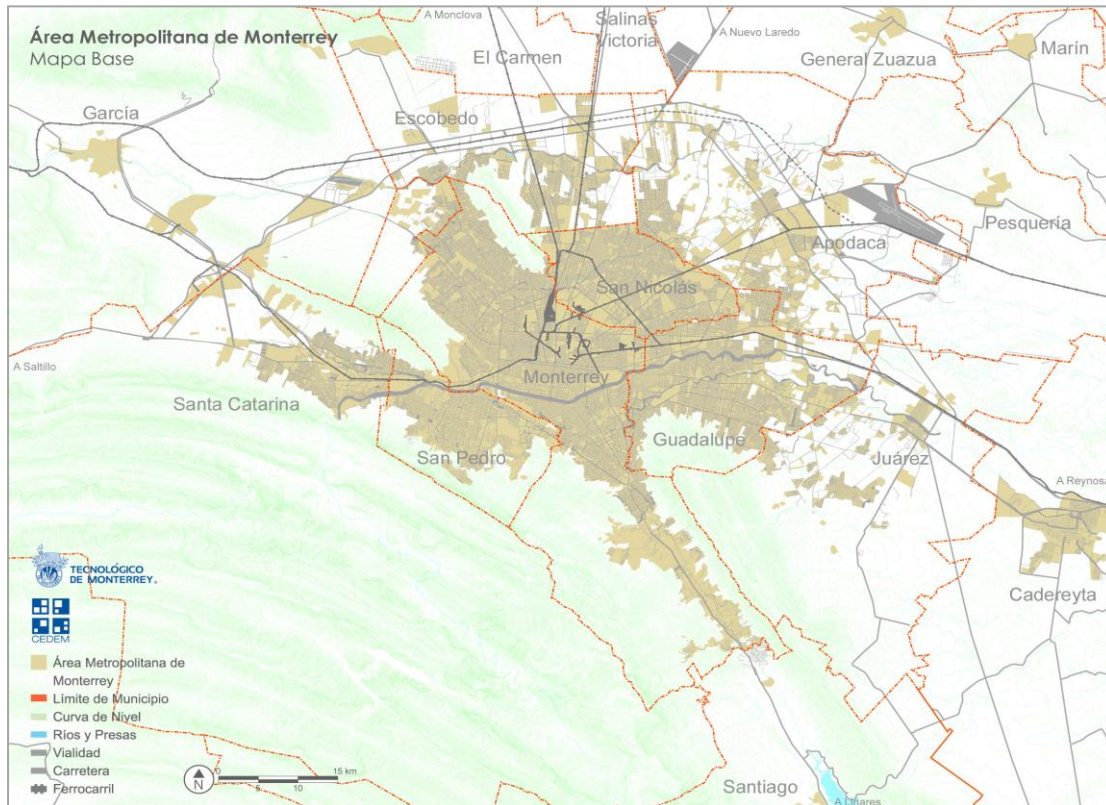 Área Metropolitana de Monterrey
Mapa Base
A Monclova
Salinas
Victoria
A Nuevo Laredo
El Carmen
General Zuazua
Marín
García
Escobedo
Pesquería
Apodaca
San Nicolás
A Saltillo
Monterrey
Santa Catarina
Guadalupe
San Pedro
Juárez
A Reynosa
Cadereyta
TECNOLÓGICO
DE MONTERREY.
CEDEM
Área Metropolitana de
Monterrey
Límite de Municipio
Curva de Nivel
Ríos y Presas
Vialidad
Carretera
Ferrocarril
N
5
10
15 km
Santiago
A Linares